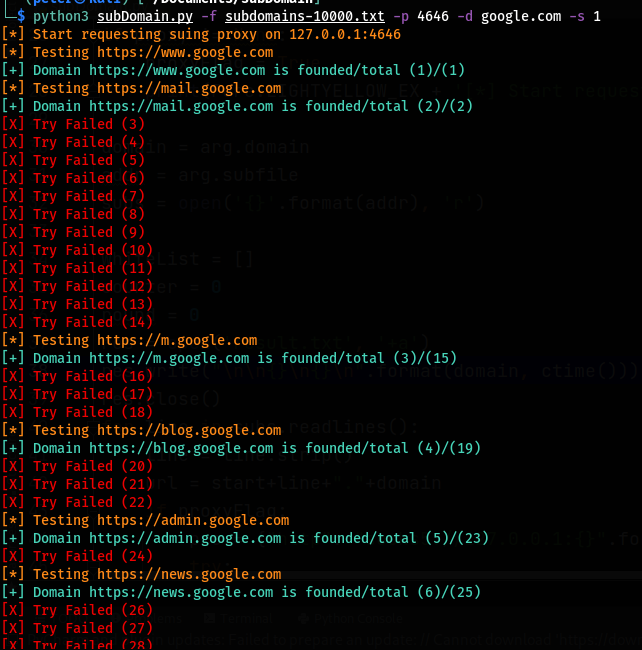 (peter㉿kali)-[~/Documents/subDomain]
$ python3 subDomain.py -f subdomains-10000.txt -p 4646 -d google.com -s 1
[*] Start requesting suing proxy on 127.0.0.1:4646
[*] Testing https://www.google.com
[+] Domain https://www.google.com is founded/total (1)/(1)
[*] Testing https://mail.google.com
[+] Domain https://mail.google.com is founded/total (2)/(2)
[X] Try Failed (3)
[X] Try Failed (4)
[X] Try Failed (5)
[X] Try Failed (6)
[X] Try Failed (7)
[X] Try Failed (8)
[X] Try Failed (9)
[X] Try Failed (10)
[X] Try Failed (11)
[X] Try Failed (12)
[X] Try Failed (13)
[X] Try Failed (14)
[*] Testing https://m.google.com
[+] Domain https://m.google.com is founded/total (3)/(15)
[X] Try Failed (16)
[X] Try Failed (17)
[X] Try Failed (18)
[*] Testing https://blog.google.com
[+] Domain https://blog.google.com is founded/total (4)/(19)
[X] Try Failed (20)
[X] Try Failed (21)
[X] Try Failed (22)
[*] Testing https://admin.google.com
[+] Domain https://admin.google.com is founded/total (5)/(23)
[X] Try Failed (24)
[*] Testing https://news.google.com
[+] Domain https://news.google.com is founded/total (6)/(25)
[X] Try Failed (26)
[X] Try Failed (27)
[X] Try Failed (28)